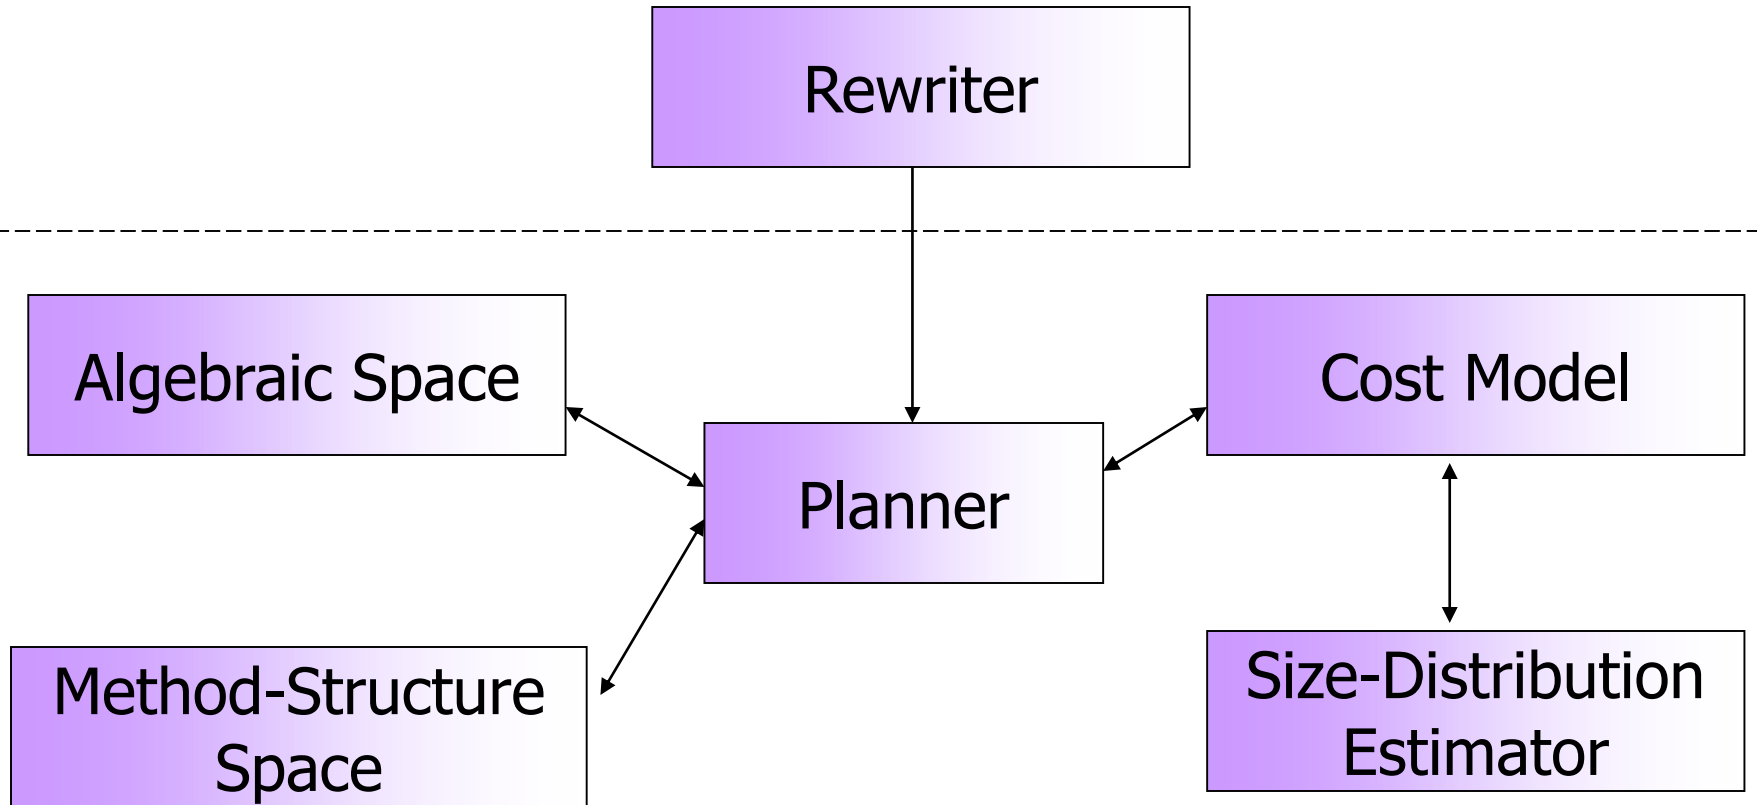 Rewriter
Algebraic Space
Cost Model
Planner
Method-Structure
Space
Size-Distribution
Estimator